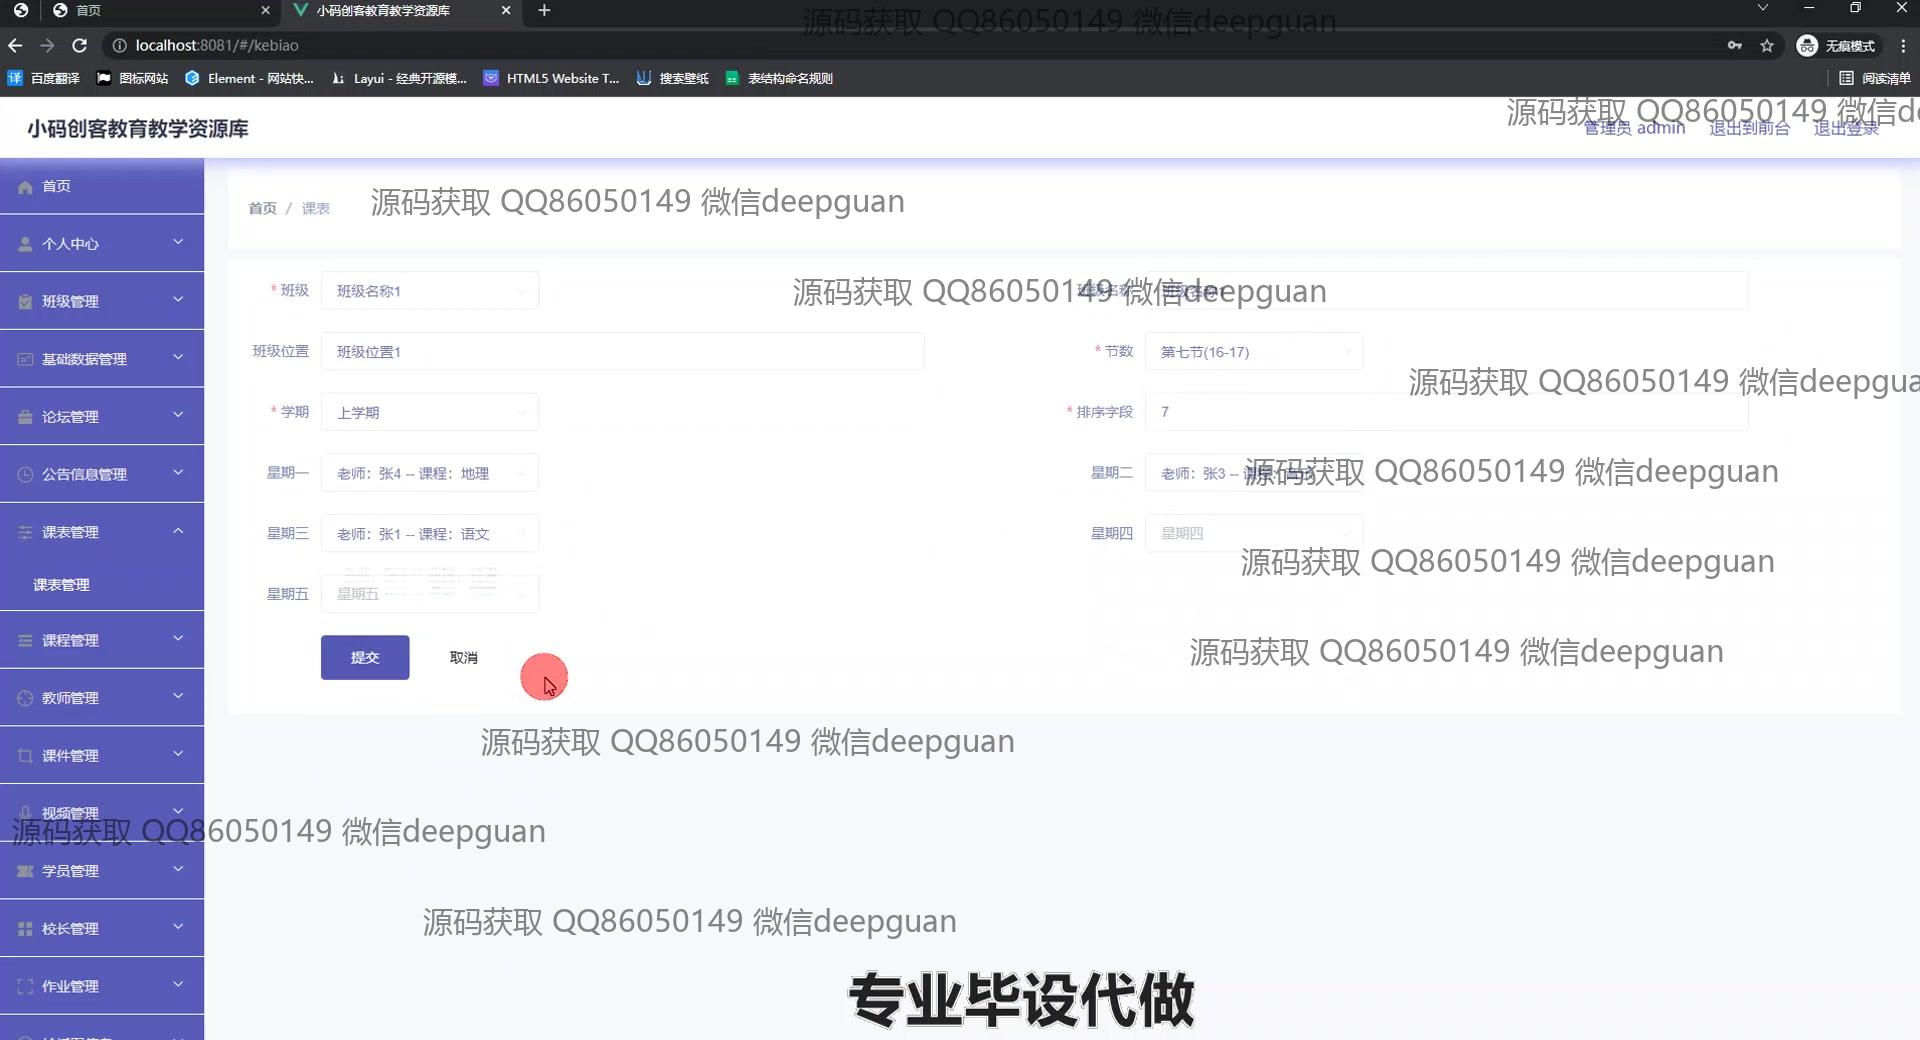 首页
小码创客教育教学资源库
源码获取 QQ86050149 微信deepguan
localhost:8081/#/kebiao
无痕模式
百度翻译
图标网站
Element - 网站快...
Layui - 经典开源模...
HTML5 Website T...
搜索壁纸
表结构命名规则
阅读清单
小码创客教育教学资源库
源码获取 QQ86050149 微信de
管理员 admin
退出到前台
退出登录
首页
个人中心
班级管理
基础数据管理
论坛管理
公告信息管理
课表管理
课表管理
课程管理
教师管理
课件管理
视频管理
学员管理
校长管理
作业管理
首页 / 课表
源码获取 QQ86050149 微信deepguan
* 班级 班级名称1
班级名称 班级名称1
源码获取 QQ86050149 微信deepguan
班级位置 班级位置1
* 节数 第七节(16-17)
源码获取 QQ86050149 微信deepgua
* 学期 上学期
* 排序字段 7
星期一 老师：张4 -- 课程：地理
星期二 老师：张3 -- 课程：
源码获取 QQ86050149 微信deepguan
星期三 老师：张1 -- 课程：语文
星期四 星期四
源码获取 QQ86050149 微信deepguan
星期五 星期五
提交
取消
源码获取 QQ86050149 微信deepguan
源码获取 QQ86050149 微信deepguan
源码获取 QQ86050149 微信deepguan
源码获取 QQ86050149 微信deepguan
专业毕设代做